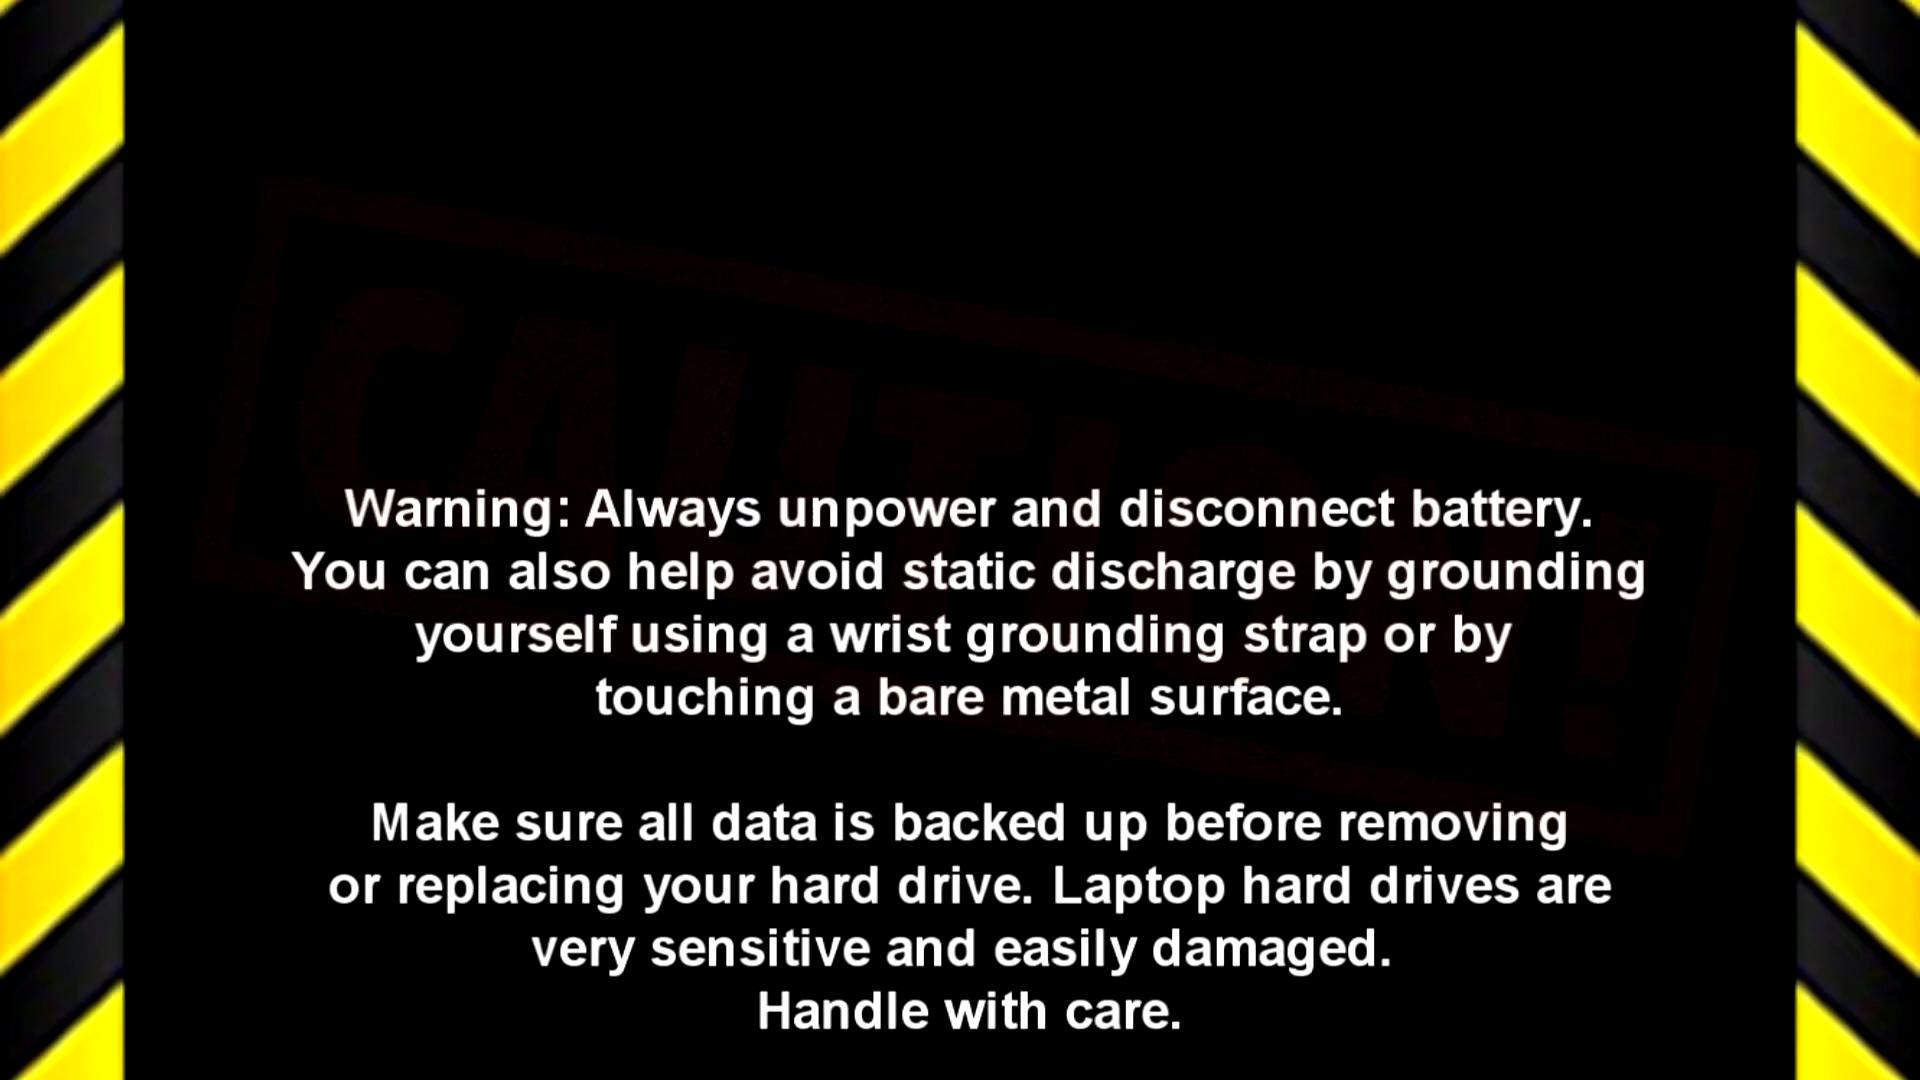 CAUTION!
Warning: Always unpower and disconnect battery.
You can also help avoid static discharge by grounding
yourself using a wrist grounding strap or by
touching a bare metal surface.
Make sure all data is backed up before removing
or replacing your hard drive. Laptop hard drives are
very sensitive and easily damaged.
Handle with care.